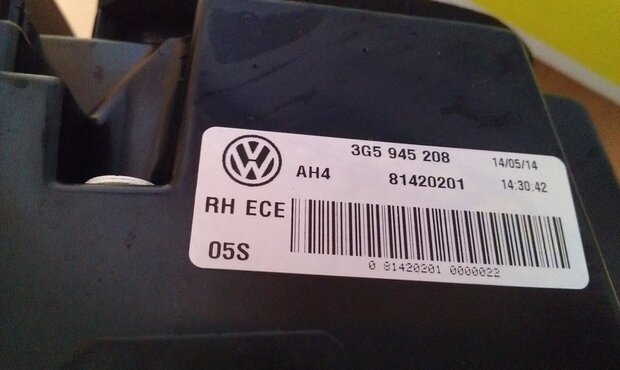 3G5 945 208 14/05/14
AH4 81420201 14:30:42
RH ECE
05S
0 81420201 0000022